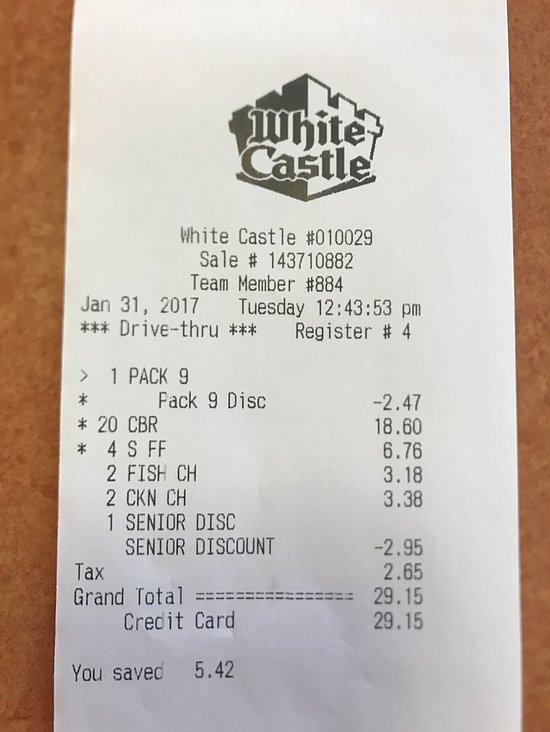 White
Castle
White Castle #010029
Sale # 143710882
Team Member #884
Jan 31, 2017 Tuesday 12:43:53 pm
*** Drive-thru *** Register # 4
> 1 PACK 9
* Pack 9 Disc -2.47
* 20 CBR 18.60
* 4 S FF 6.76
2 FISH CH 3.18
2 CKN CH 3.38
1 SENIOR DISC
SENIOR DISCOUNT -2.95
Tax 2.65
Grand Total ================ 29.15
Credit Card 29.15
You saved 5.42